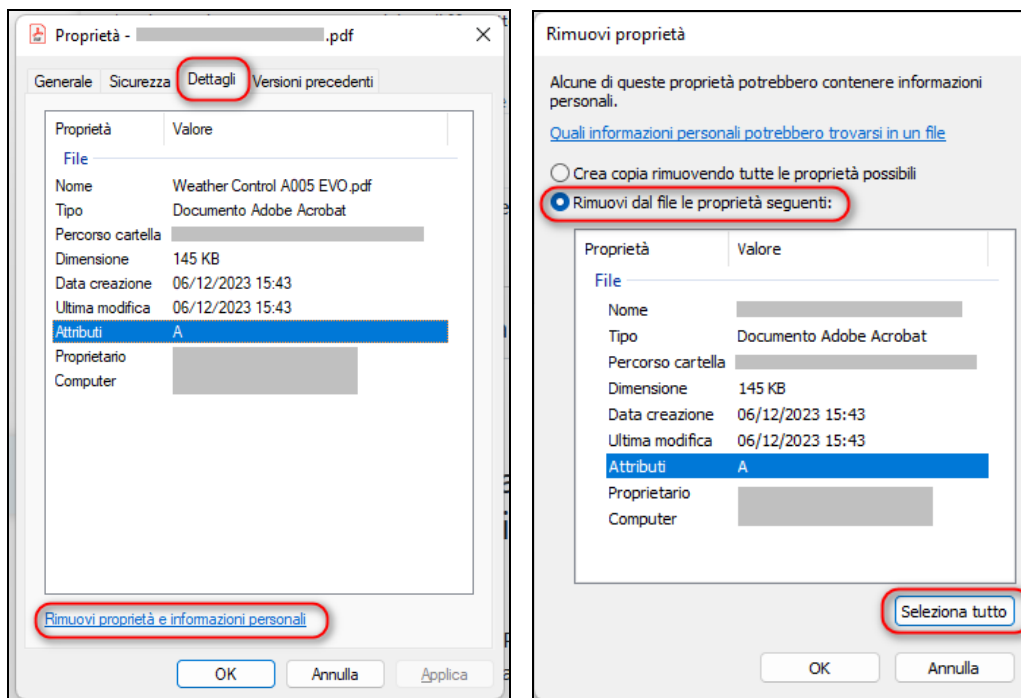 Proprietà - .pdf
Generale Sicurezza Dettagli Versioni precedenti
Proprietà Valore
File
Nome Weather Control A005 EVO.pdf
Tipo Documento Adobe Acrobat
Percorso cartella
Dimensione 145 KB
Data creazione 06/12/2023 15:43
Ultima modifica 06/12/2023 15:43
Attributi A
Proprietario
Computer
Rimuovi proprietà e informazioni personali
OK Annulla Applica
Rimuovi proprietà
Alcune di queste proprietà potrebbero contenere informazioni
personali.
Quali informazioni personali potrebbero trovarsi in un file
Crea copia rimuovendo tutte le proprietà possibili
Rimuovi dal file le proprietà seguenti:
Proprietà Valore
File
Nome
Tipo Documento Adobe Acrobat
Percorso cartella
Dimensione 145 KB
Data creazione 06/12/2023 15:43
Ultima modifica 06/12/2023 15:43
Attributi A
Proprietario
Computer
Seleziona tutto
OK Annulla